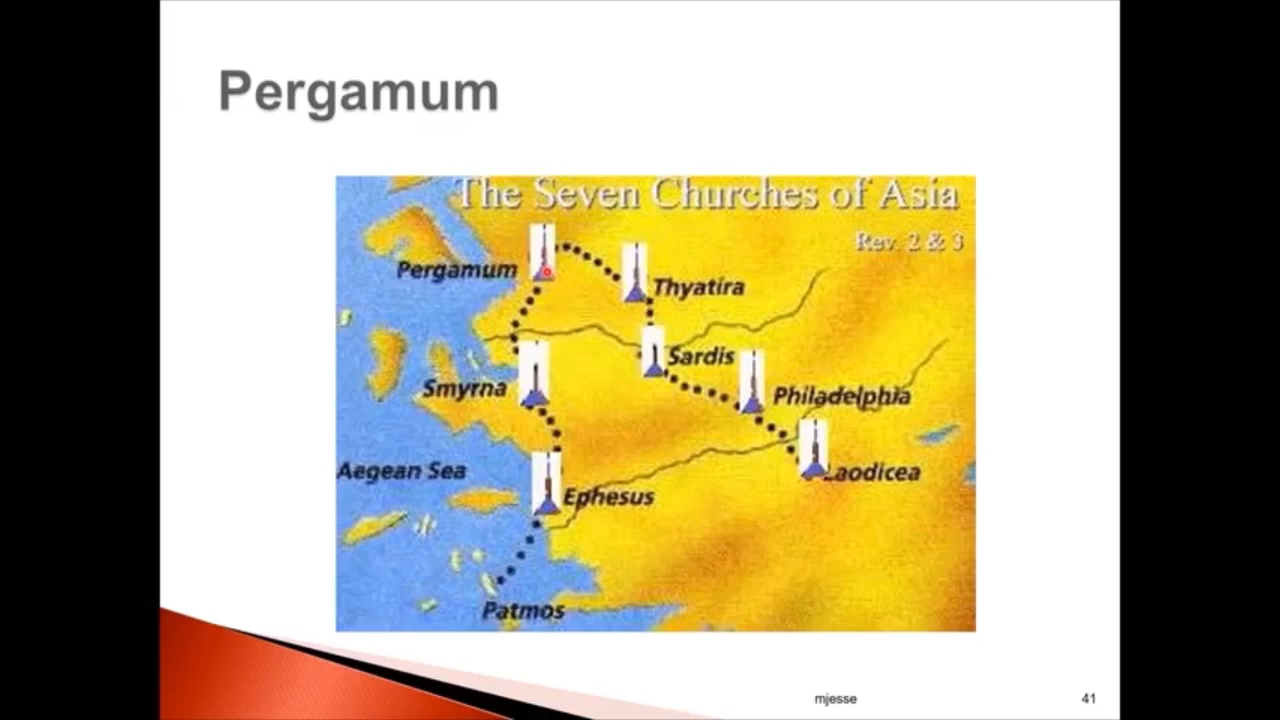 Pergamum
The Seven Churches of Asia
Rev. 2 & 3
Pergamum
Thyatira
Sardis
Smyrna
Philadelphia
Aegean Sea
Laodicea
Ephesus
Patmos
mjesse
41